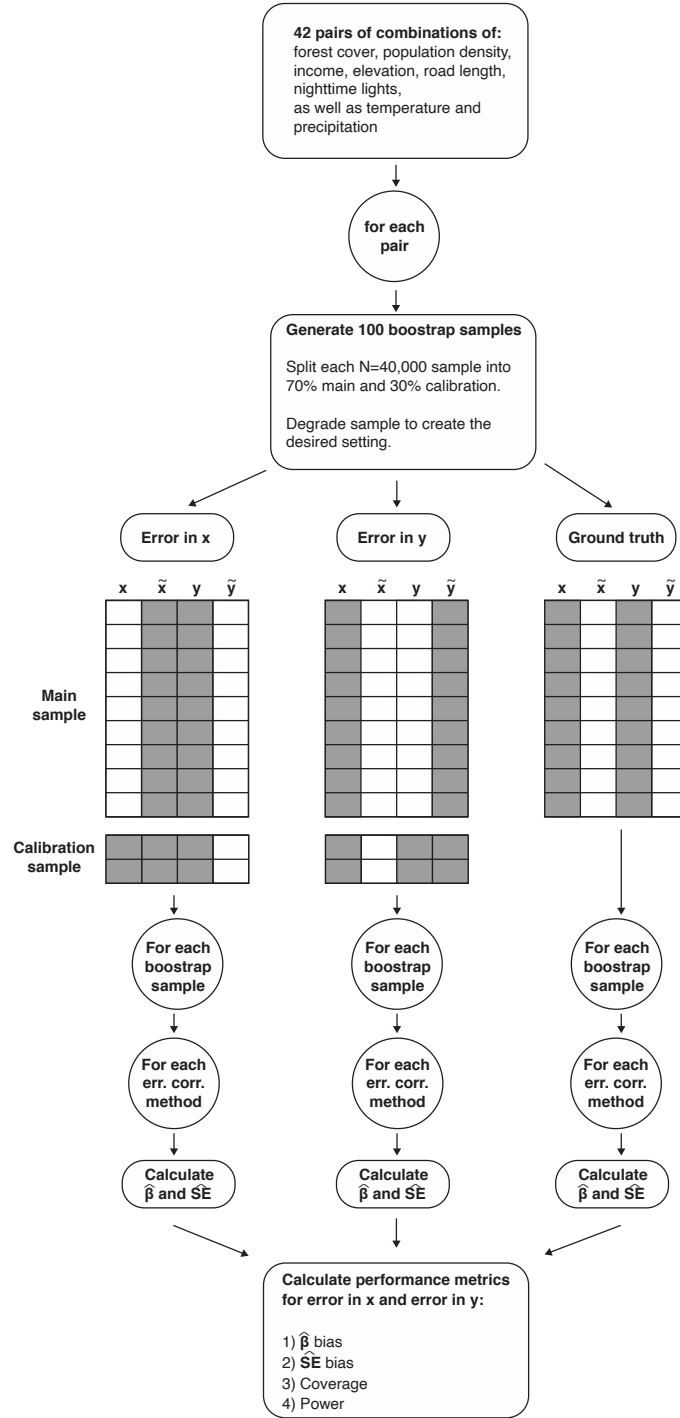 42 pairs of combinations of:
forest cover, population density,
income, elevation, road length,
nighttime lights,
as well as temperature and
precipitation
for each
pair
Generate 100 boostrap samples
Split each N=40,000 sample into
70% main and 30% calibration.
Degrade sample to create the
desired setting.
Error in x
Error in y
Ground truth
x x̃ y ỹ
x x̃ y ỹ
x x̃ y ỹ
Main
sample
Calibration
sample
For each
boostrap
sample
For each
boostrap
sample
For each
boostrap
sample
For each
err. corr.
method
For each
err. corr.
method
For each
err. corr.
method
Calculate
β̂ and SÊ
Calculate
β̂ and SÊ
Calculate
β̂ and SÊ
Calculate performance metrics
for error in x and error in y:
1) β̂ bias
2) SÊ bias
3) Coverage
4) Power